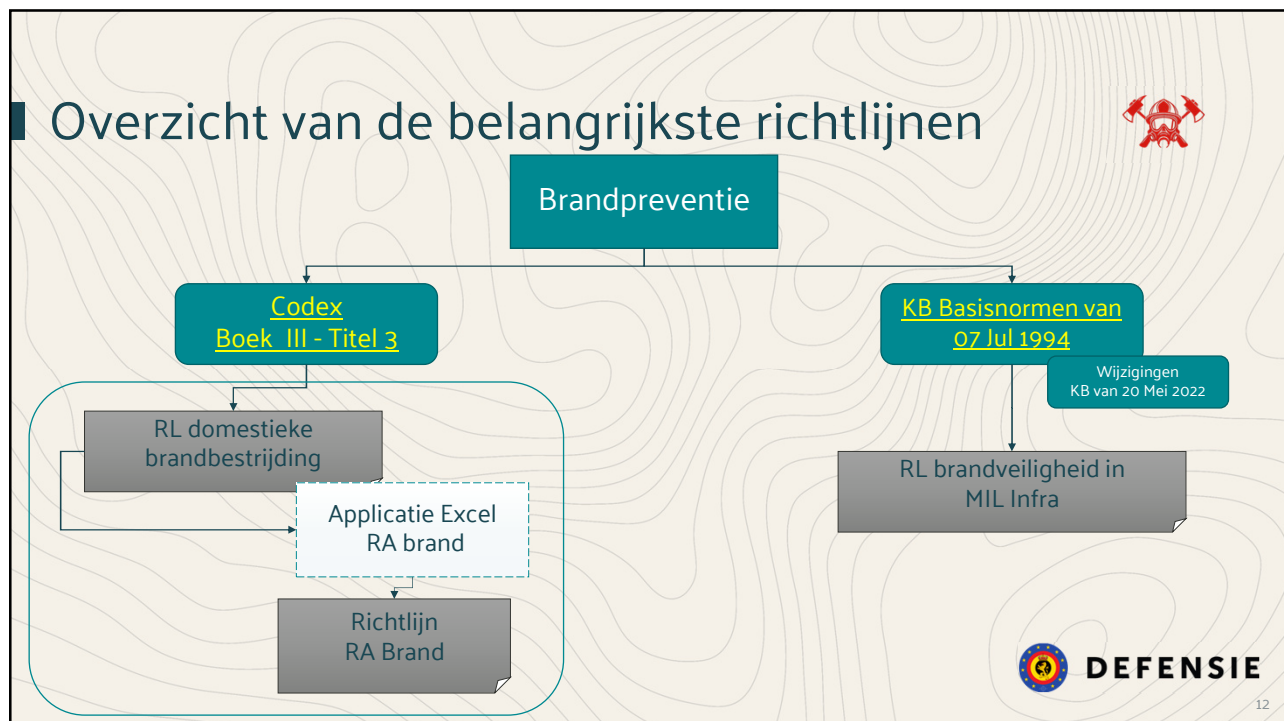 Overzicht van de belangrijkste richtlijnen
Brandpreventie
Codex
Boek III - Titel 3
KB Basisnormen van
07 Jul 1994
Wijzigingen
KB van 20 Mei 2022
RL domestieke
brandbestrijding
RL brandveiligheid in
MIL Infra
Applicatie Excel
RA brand
Richtlijn
RA Brand
DEFENSIE
12